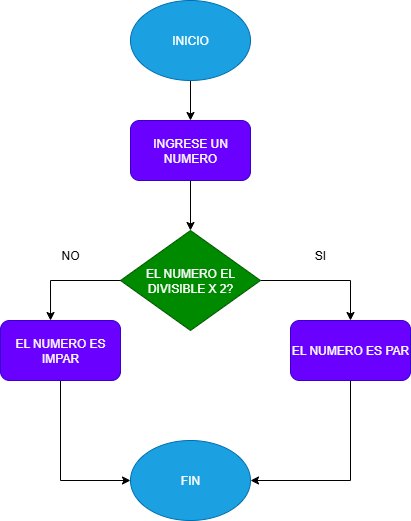 INICIO
INGRESE UN
NUMERO
NO
SI
EL NUMERO EL
DIVISIBLE X 2?
EL NUMERO ES
IMPAR
EL NUMERO ES PAR
FIN